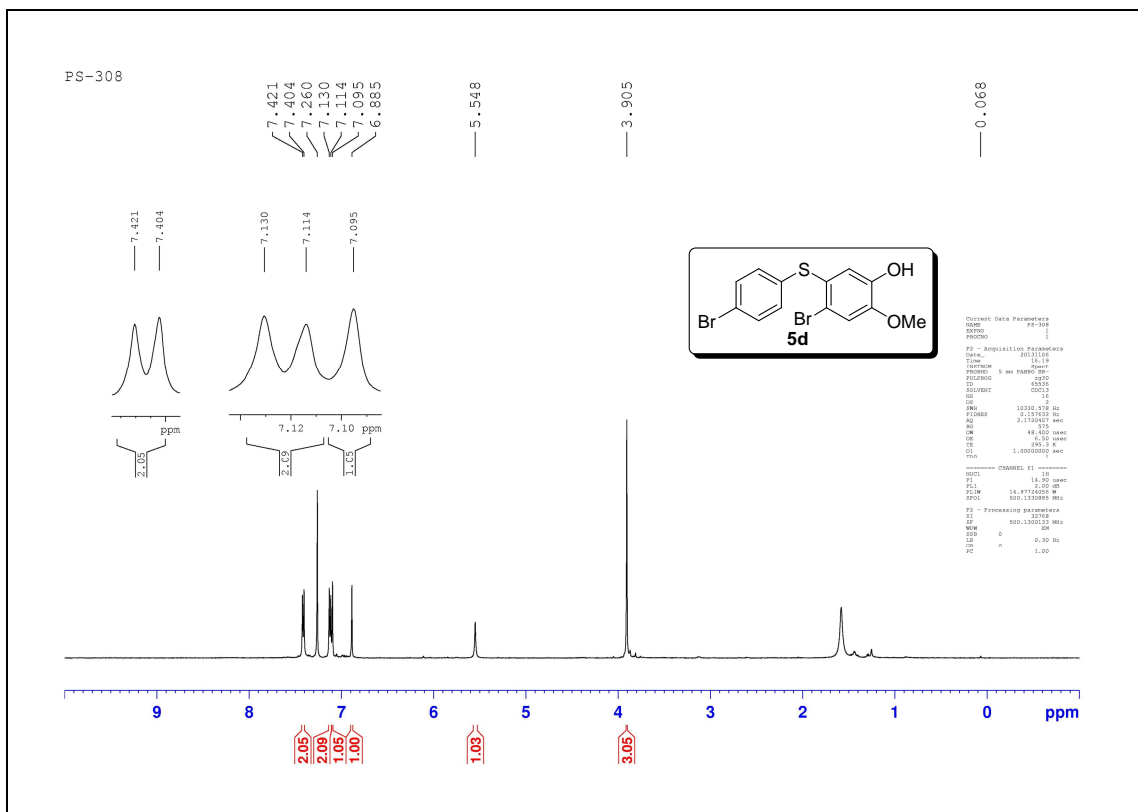 PS-308
7.421
7.404
7.260
7.130
7.114
7.095
6.885
5.548
3.905
0.068
7.421
7.404
7.130
7.114
7.095
ppm
7.12 7.10 ppm
2.05
2.09
1.05
S
OH
Br
Br
OMe
5d
Current Data Parameters
NAME PS-308
EXPNO 1
PROCNO 1
F2 - Acquisition Parameters
Date_ 20131106
Time 16.19
PROBHD 5 mm PABBO BB-
PULPROG zg30
TD 65536
SOLVENT CDCl3
NS 16
DS 2
SWH 10330.578 Hz
FIDRES 0.157632 Hz
AQ 3.1720407 sec
RG 575
DW 48.400 usec
DE 6.50 usec
TE 295.3 K
D1 1.00000000 sec
TD0 1
======== CHANNEL f1 ========
NUC1 1H
P1 14.90 usec
PL1 2.00 dB
PL1W 14.97724056 W
SFO1 500.1330885 MHz
F2 - Processing parameters
SI 32768
SF 500.1300133 MHz
WDW EM
SSB 0
LB 0.30 Hz
GB 0
PC 1.00
9 8 7 6 5 4 3 2 1 0 ppm
2.05
2.09
1.05
1.00
1.03
3.05